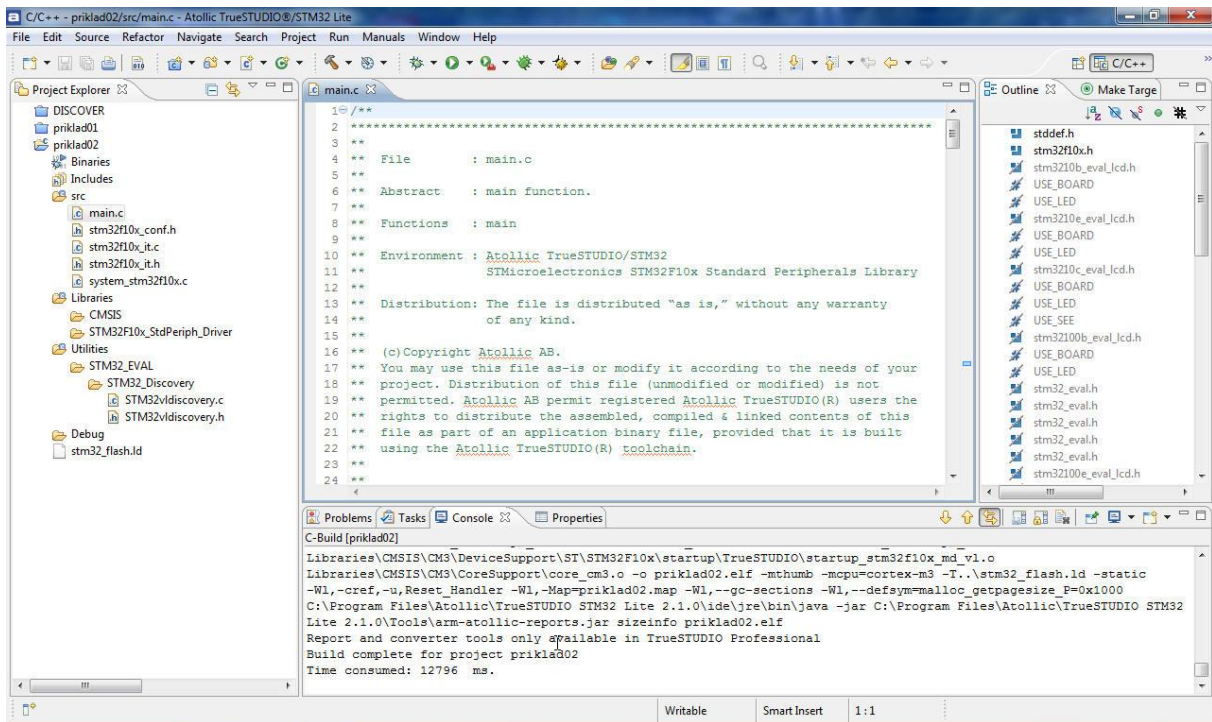 C/C++ - priklad02/src/main.c - Atollic TrueSTUDIO®/STM32 Lite
File Edit Source Refactor Navigate Search Project Run Manuals Window Help
C/C++
Project Explorer
DISCOVER
priklad01
priklad02
Binaries
Includes
src
main.c
stm32f10x_conf.h
stm32f10x_it.c
stm32f10x_it.h
system_stm32f10x.c
Libraries
CMSIS
STM32F10x_StdPeriph_Driver
Utilities
STM32_EVAL
STM32_Discovery
STM32vldiscovery.c
STM32vldiscovery.h
Debug
stm32_flash.ld
main.c
1 /**
2 *****************************************************************************
3 **
4 ** File : main.c
5 **
6 ** Abstract : main function.
7 **
8 ** Functions : main
9 **
10 ** Environment : Atollic TrueSTUDIO/STM32
11 ** STMicroelectronics STM32F10x Standard Peripherals Library
12 **
13 ** Distribution: The file is distributed “as is,” without any warranty
14 ** of any kind.
15 **
16 ** (c)Copyright Atollic AB.
17 ** You may use this file as-is or modify it according to the needs of your
18 ** project. Distribution of this file (unmodified or modified) is not
19 ** permitted. Atollic AB permit registered Atollic TrueSTUDIO(R) users the
20 ** rights to distribute the assembled, compiled & linked contents of this
21 ** file as part of an application binary file, provided that it is built
22 ** using the Atollic TrueSTUDIO(R) toolchain.
23 **
24 **
Outline Make Targe
stddef.h
stm32f10x.h
stm3210b_eval_lcd.h
USE_BOARD
USE_LED
stm3210e_eval_lcd.h
USE_BOARD
USE_LED
stm3210c_eval_lcd.h
USE_BOARD
USE_LED
USE_SEE
stm32100b_eval_lcd.h
USE_BOARD
USE_LED
stm32_eval.h
stm32_eval.h
stm32_eval.h
stm32_eval.h
stm32_eval.h
stm32100e_eval_lcd.h
Problems Tasks Console Properties
C-Build [priklad02]
Libraries\CMSIS\CM3\DeviceSupport\ST\STM32F10x\startup\TrueSTUDIO\startup_stm32f10x_md_vl.o
Libraries\CMSIS\CM3\CoreSupport\core_cm3.o -o priklad02.elf -mthumb -mcpu=cortex-m3 -T..\stm32_flash.ld -static
-Wl,-cref,-u,Reset_Handler -Wl,-Map=priklad02.map -Wl,--gc-sections -Wl,--defsym=malloc_getpagesize_P=0x1000
C:\Program Files\Atollic\TrueSTUDIO STM32 Lite 2.1.0\ide\jre\bin\java -jar C:\Program Files\Atollic\TrueSTUDIO STM32
Lite 2.1.0\Tools\arm-atollic-reports.jar sizeinfo priklad02.elf
Report and converter tools only available in TrueSTUDIO Professional
Build complete for project priklad02
Time consumed: 12796 ms.
Writable Smart Insert 1:1